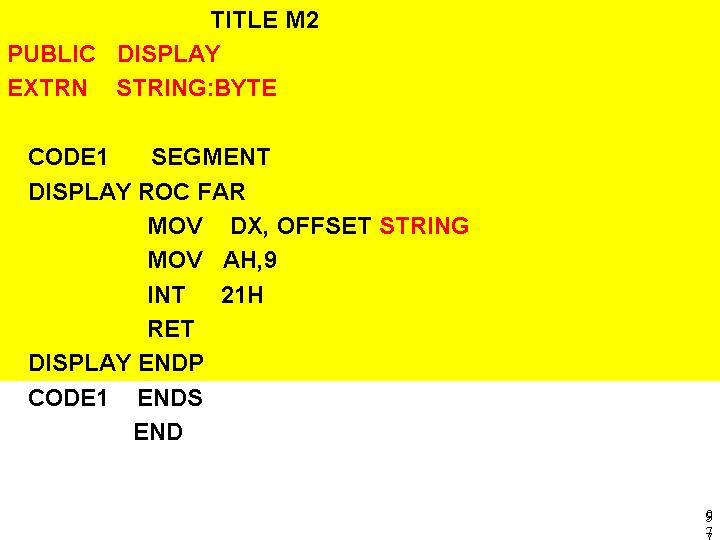 TITLE M2
PUBLIC DISPLAY
EXTRN STRING:BYTE
CODE1 SEGMENT
DISPLAY ROC FAR
MOV DX, OFFSET STRING
MOV AH,9
INT 21H
RET
DISPLAY ENDP
CODE1 ENDS
END